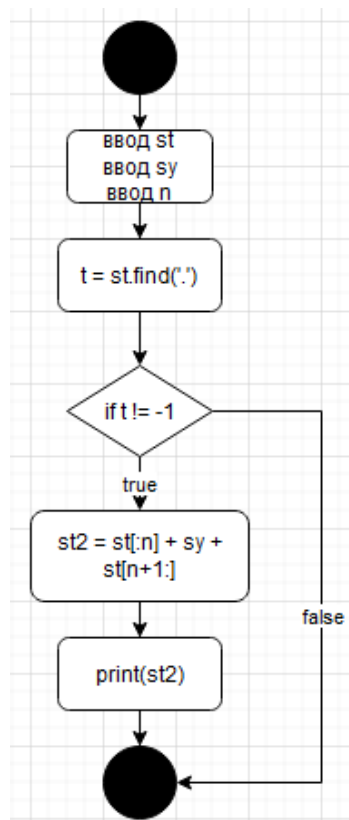 ввод st
ввод sy
ввод n
t = st.find('.')
if t != -1
true
st2 = st[:n] + sy +
st[n+1:]
false
print(st2)